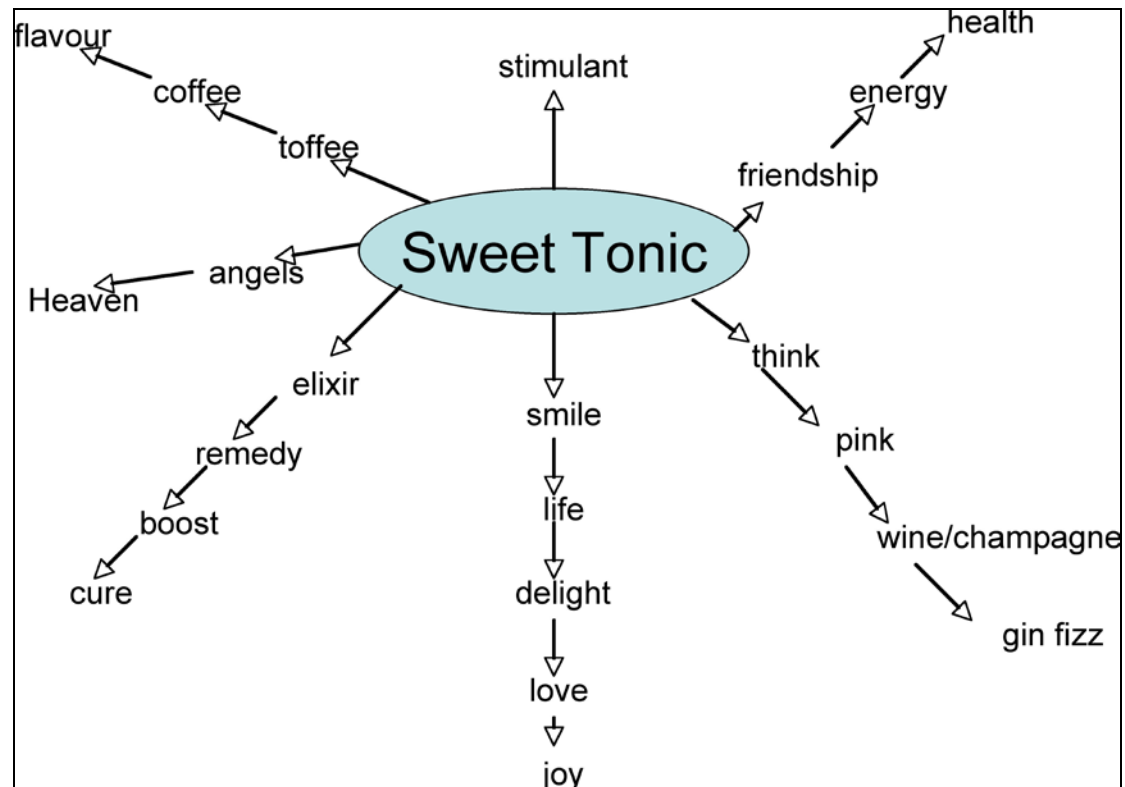 health
flavour
stimulant
coffee
energy
toffee
friendship
Sweet Tonic
angels
Heaven
think
elixir
smile
pink
remedy
life
boost
wine/champagne
cure
delight
gin fizz
love
joy